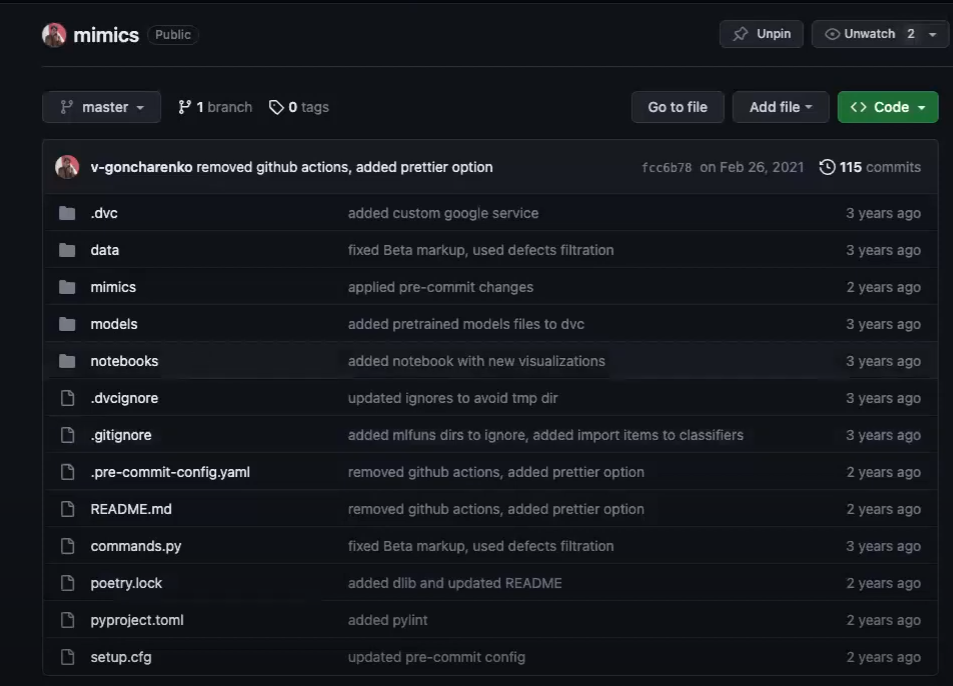 mimics Public Unpin Unwatch 2
master 1 branch 0 tags Go to file Add file <> Code
v-goncharenko removed github actions, added prettier option fcc6b78 on Feb 26, 2021 115 commits
.dvc added custom google service 3 years ago
data fixed Beta markup, used defects filtration 3 years ago
mimics applied pre-commit changes 2 years ago
models added pretrained models files to dvc 3 years ago
notebooks added notebook with new visualizations 3 years ago
.dvcignore updated ignores to avoid tmp dir 3 years ago
.gitignore added mlfuns dirs to ignore, added import items to classifiers 3 years ago
.pre-commit-config.yaml removed github actions, added prettier option 2 years ago
README.md removed github actions, added prettier option 2 years ago
commands.py fixed Beta markup, used defects filtration 3 years ago
poetry.lock added dlib and updated README 2 years ago
pyproject.toml added pylint 2 years ago
setup.cfg updated pre-commit config 2 years ago